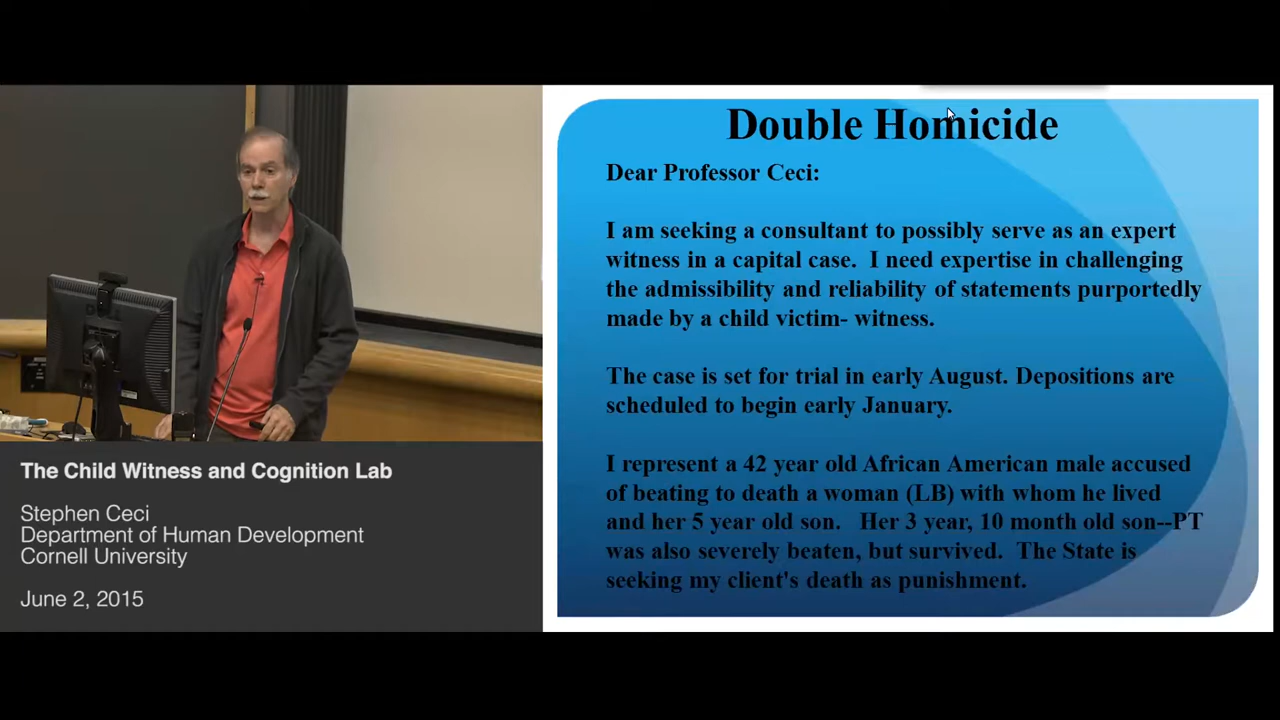 The Child Witness and Cognition Lab
Stephen Ceci
Department of Human Development
Cornell University
June 2, 2015
Double Homicide
Dear Professor Ceci:
I am seeking a consultant to possibly serve as an expert
witness in a capital case.  I need expertise in challenging
the admissibility and reliability of statements purportedly
made by a child victim- witness.
The case is set for trial in early August. Depositions are
scheduled to begin early January.
I represent a 42 year old African American male accused
of beating to death a woman (LB) with whom he lived
and her 5 year old son.   Her 3 year, 10 month old son--PT
was also severely beaten, but survived.  The State is
seeking my client's death as punishment.